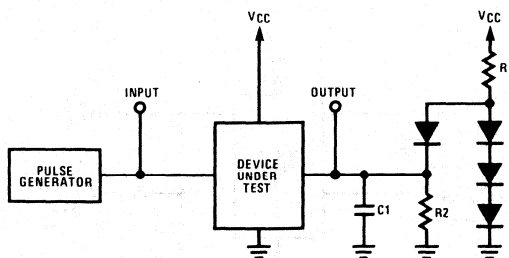 VCC
VCC
R
INPUT
OUTPUT
PULSE
GENERATOR
DEVICE
UNDER
TEST
C1
R2